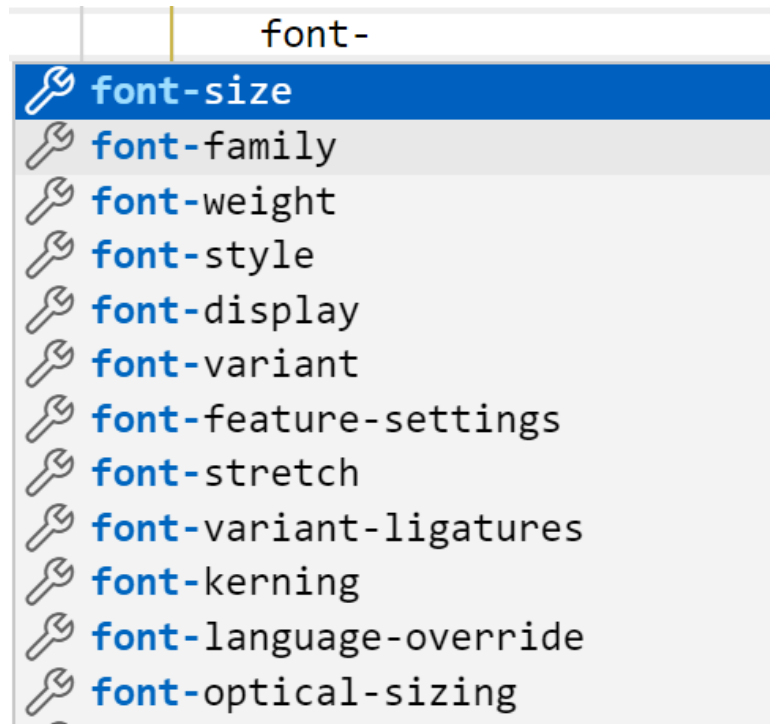 font-
font-size
font-family
font-weight
font-style
font-display
font-variant
font-feature-settings
font-stretch
font-variant-ligatures
font-kerning
font-language-override
font-optical-sizing